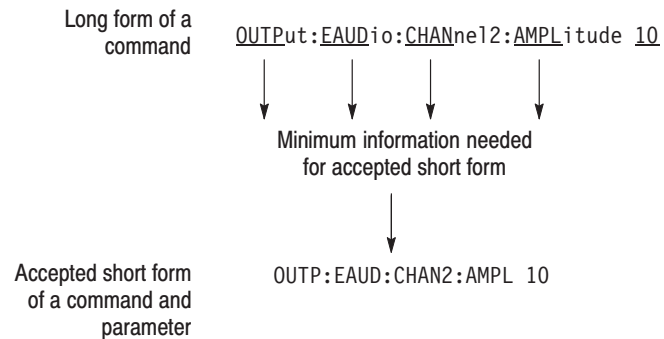 Long form of a
command
OUTPut:EAUDio:CHANnel2:AMPLitude 10
Minimum information needed
for accepted short form
Accepted short form
of a command and
parameter
OUTP:EAUD:CHAN2:AMPL 10